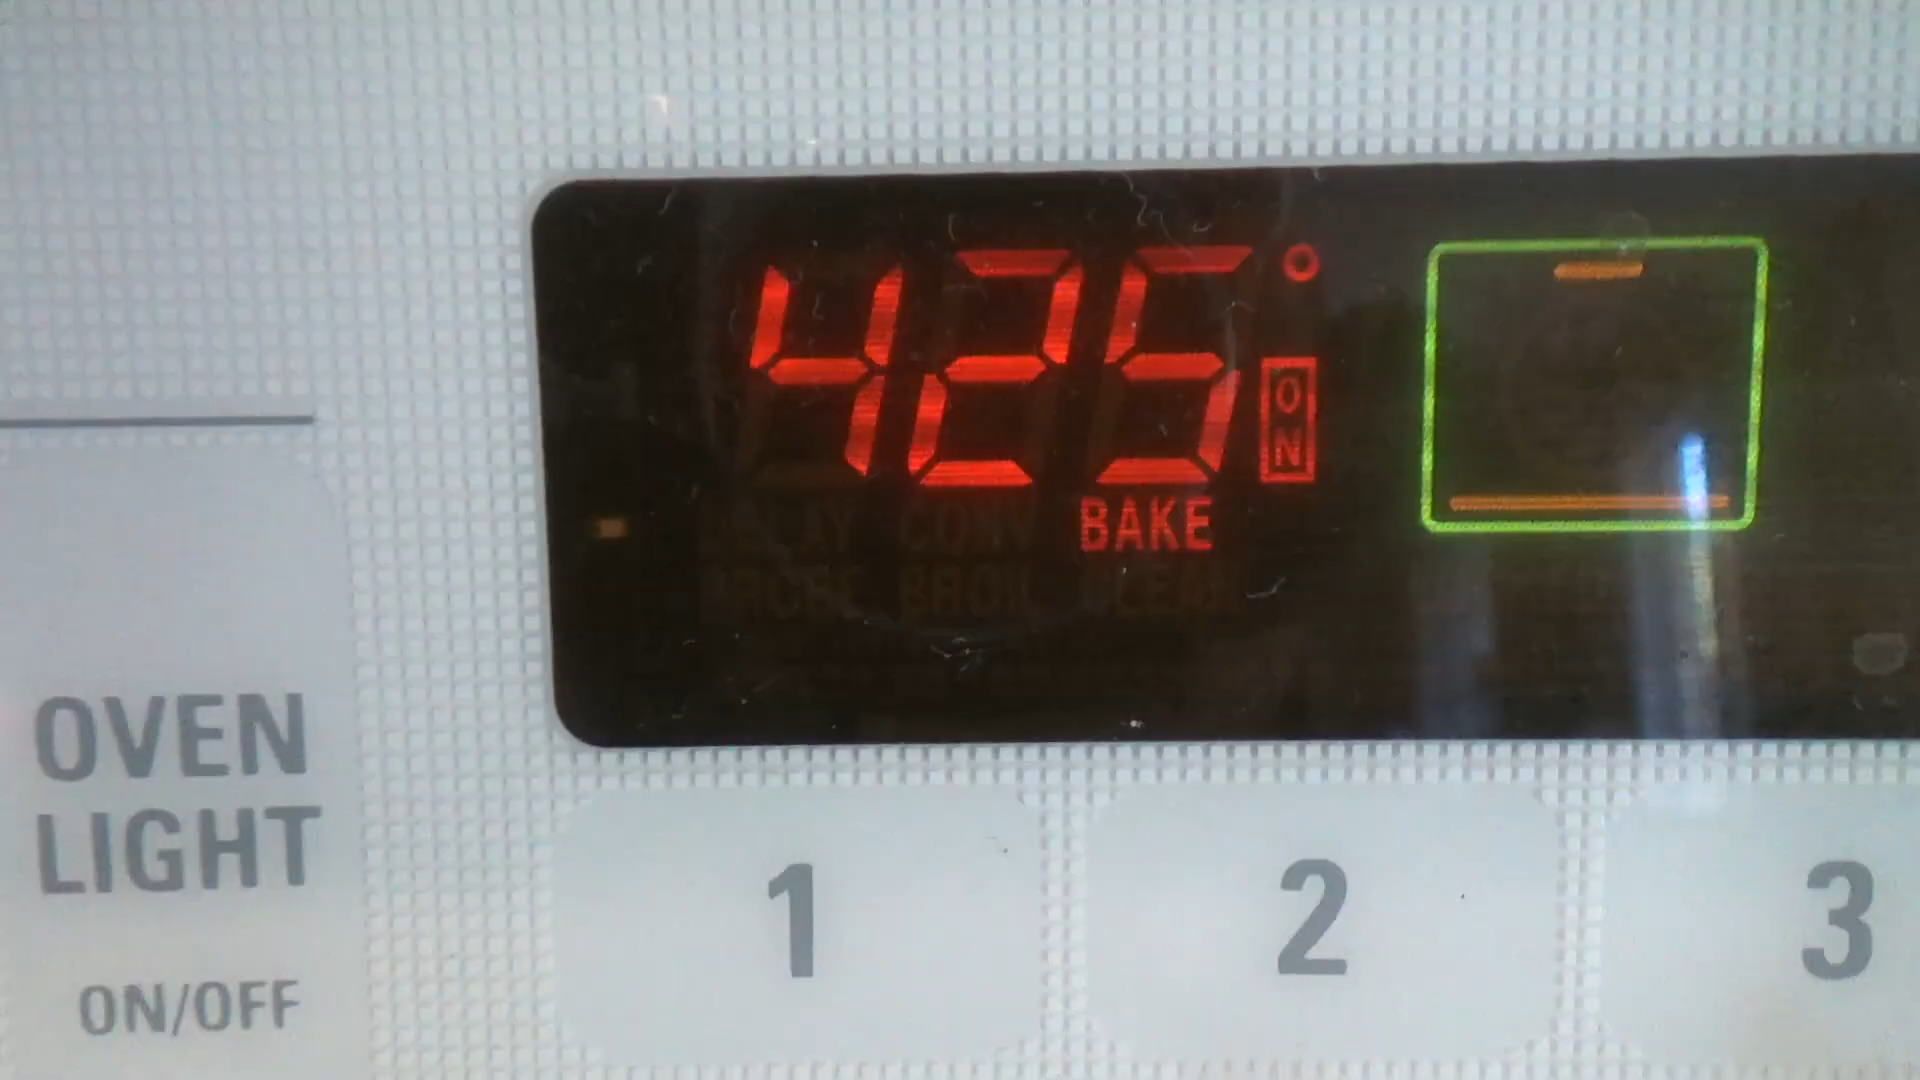 425°
ON
DELAY CONV BAKE
PROBE BROIL CLEAN
OVEN
LIGHT
ON/OFF
1 2 3